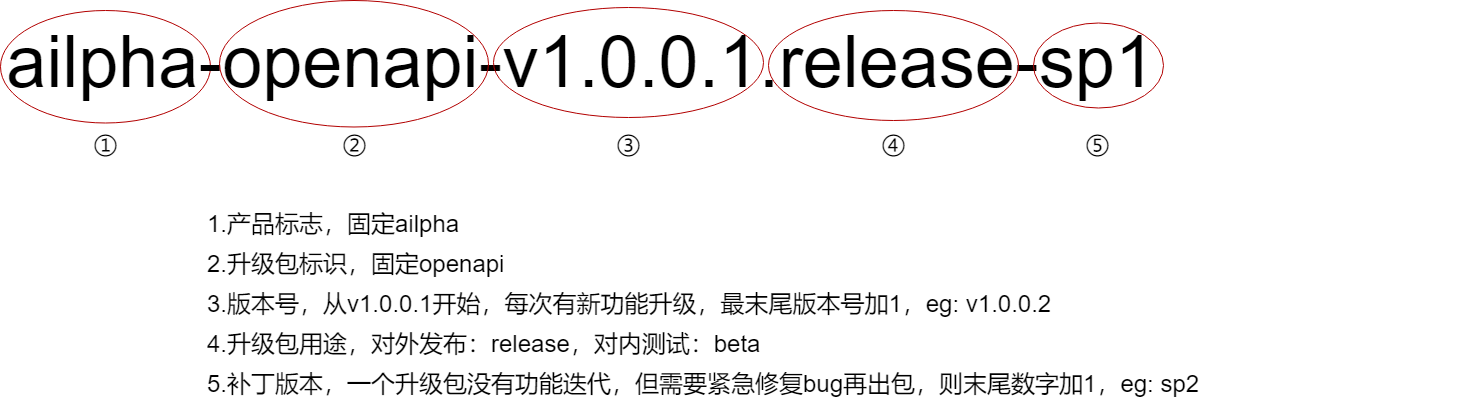 ailpha-openapi-v1.0.0.1.release-sp1
① ② ③ ④ ⑤
1.产品标志，固定ailpha
2.升级包标识，固定openapi
3.版本号，从v1.0.0.1开始，每次有新功能升级，最末尾版本号加1，eg: v1.0.0.2
4.升级包用途，对外发布：release，对内测试：beta
5.补丁版本，一个升级包没有功能迭代，但需要紧急修复bug再出包，则末尾数字加1，eg: sp2